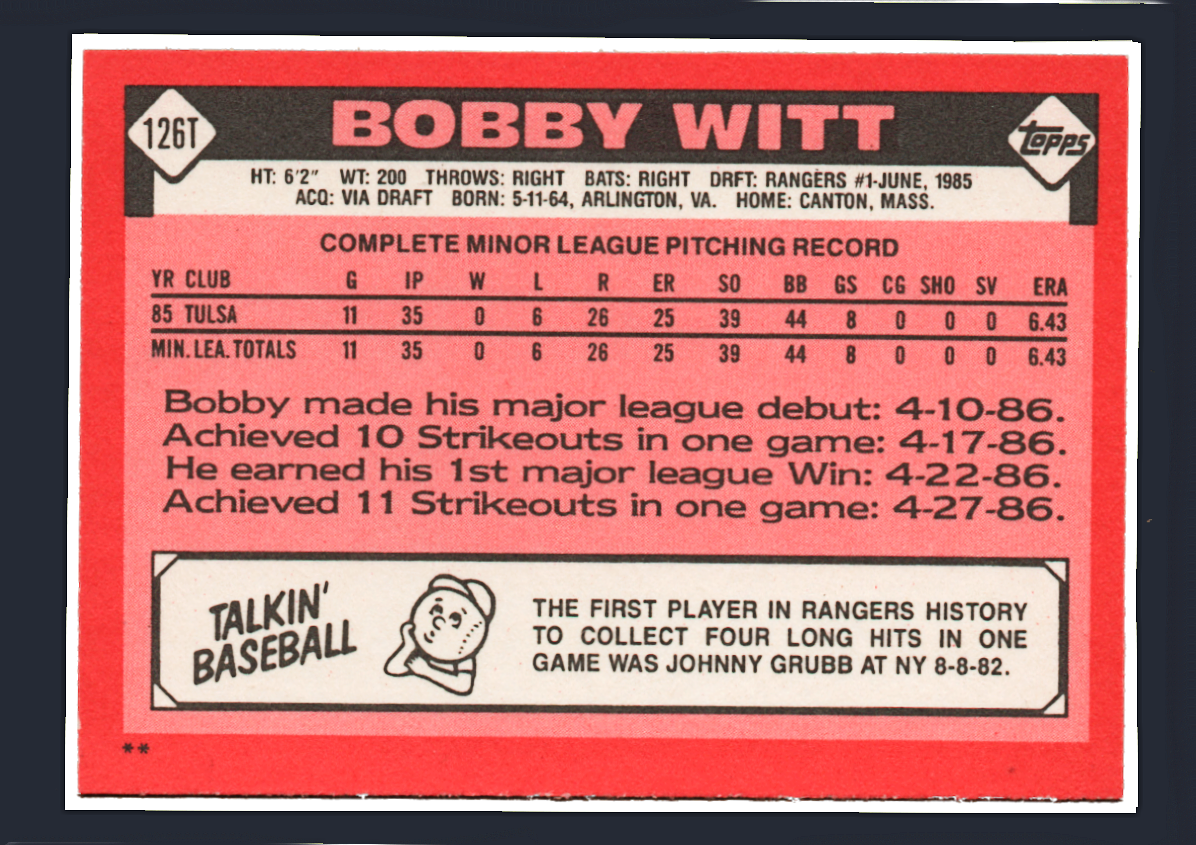 126T
BOBBY WITT
topps
HT: 6'2" WT: 200 THROWS: RIGHT BATS: RIGHT DRFT: RANGERS #1-JUNE, 1985
ACQ: VIA DRAFT BORN: 5-11-64, ARLINGTON, VA. HOME: CANTON, MASS.
COMPLETE MINOR LEAGUE PITCHING RECORD
YR CLUB G IP W L R ER SO BB GS CG SHO SV ERA
85 TULSA 11 35 0 6 26 25 39 44 8 0 0 0 6.43
MIN. LEA. TOTALS 11 35 0 6 26 25 39 44 8 0 0 0 6.43
Bobby made his major league debut: 4-10-86.
Achieved 10 Strikeouts in one game: 4-17-86.
He earned his 1st major league Win: 4-22-86.
Achieved 11 Strikeouts in one game: 4-27-86.
TALKIN'
BASEBALL
THE FIRST PLAYER IN RANGERS HISTORY
TO COLLECT FOUR LONG HITS IN ONE
GAME WAS JOHNNY GRUBB AT NY 8-8-82.
**